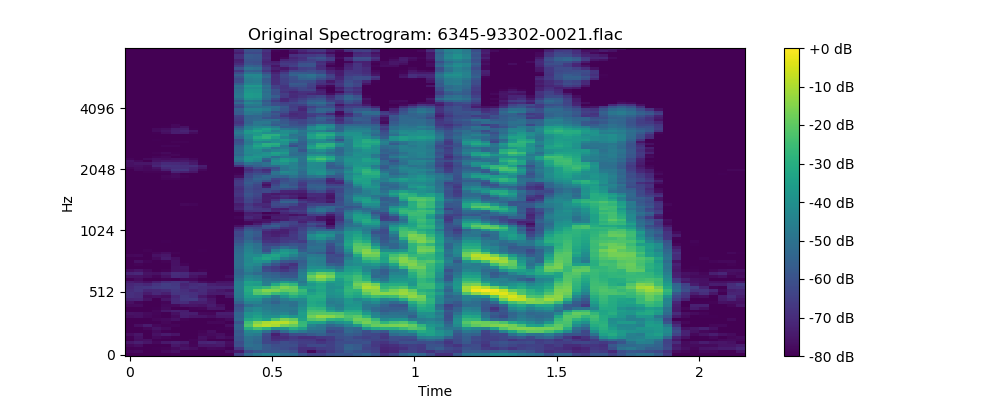 Original Spectrogram: 6345-93302-0021.flac
Hz
4096
2048
1024
512
0
0
0.5
1
1.5
2
Time
+0 dB
-10 dB
-20 dB
-30 dB
-40 dB
-50 dB
-60 dB
-70 dB
-80 dB